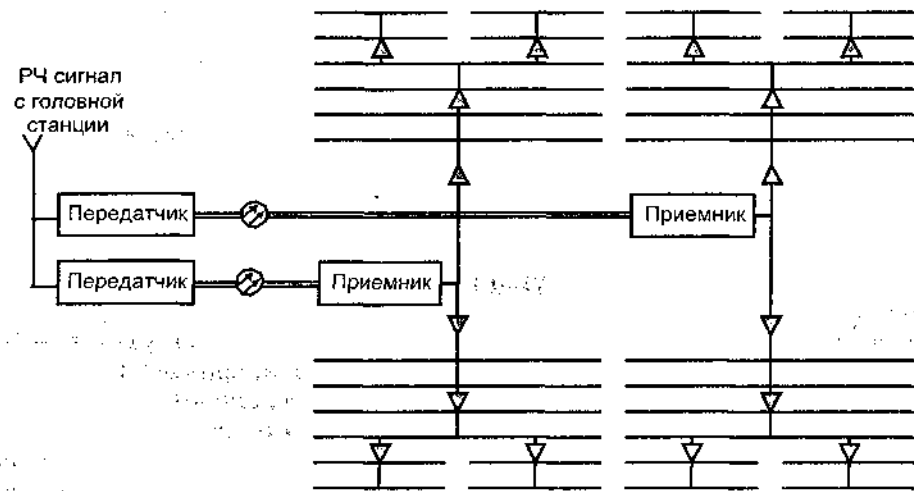 РЧ сигнал
с головной
станции
Передатчик
Приемник
Передатчик
Приемник